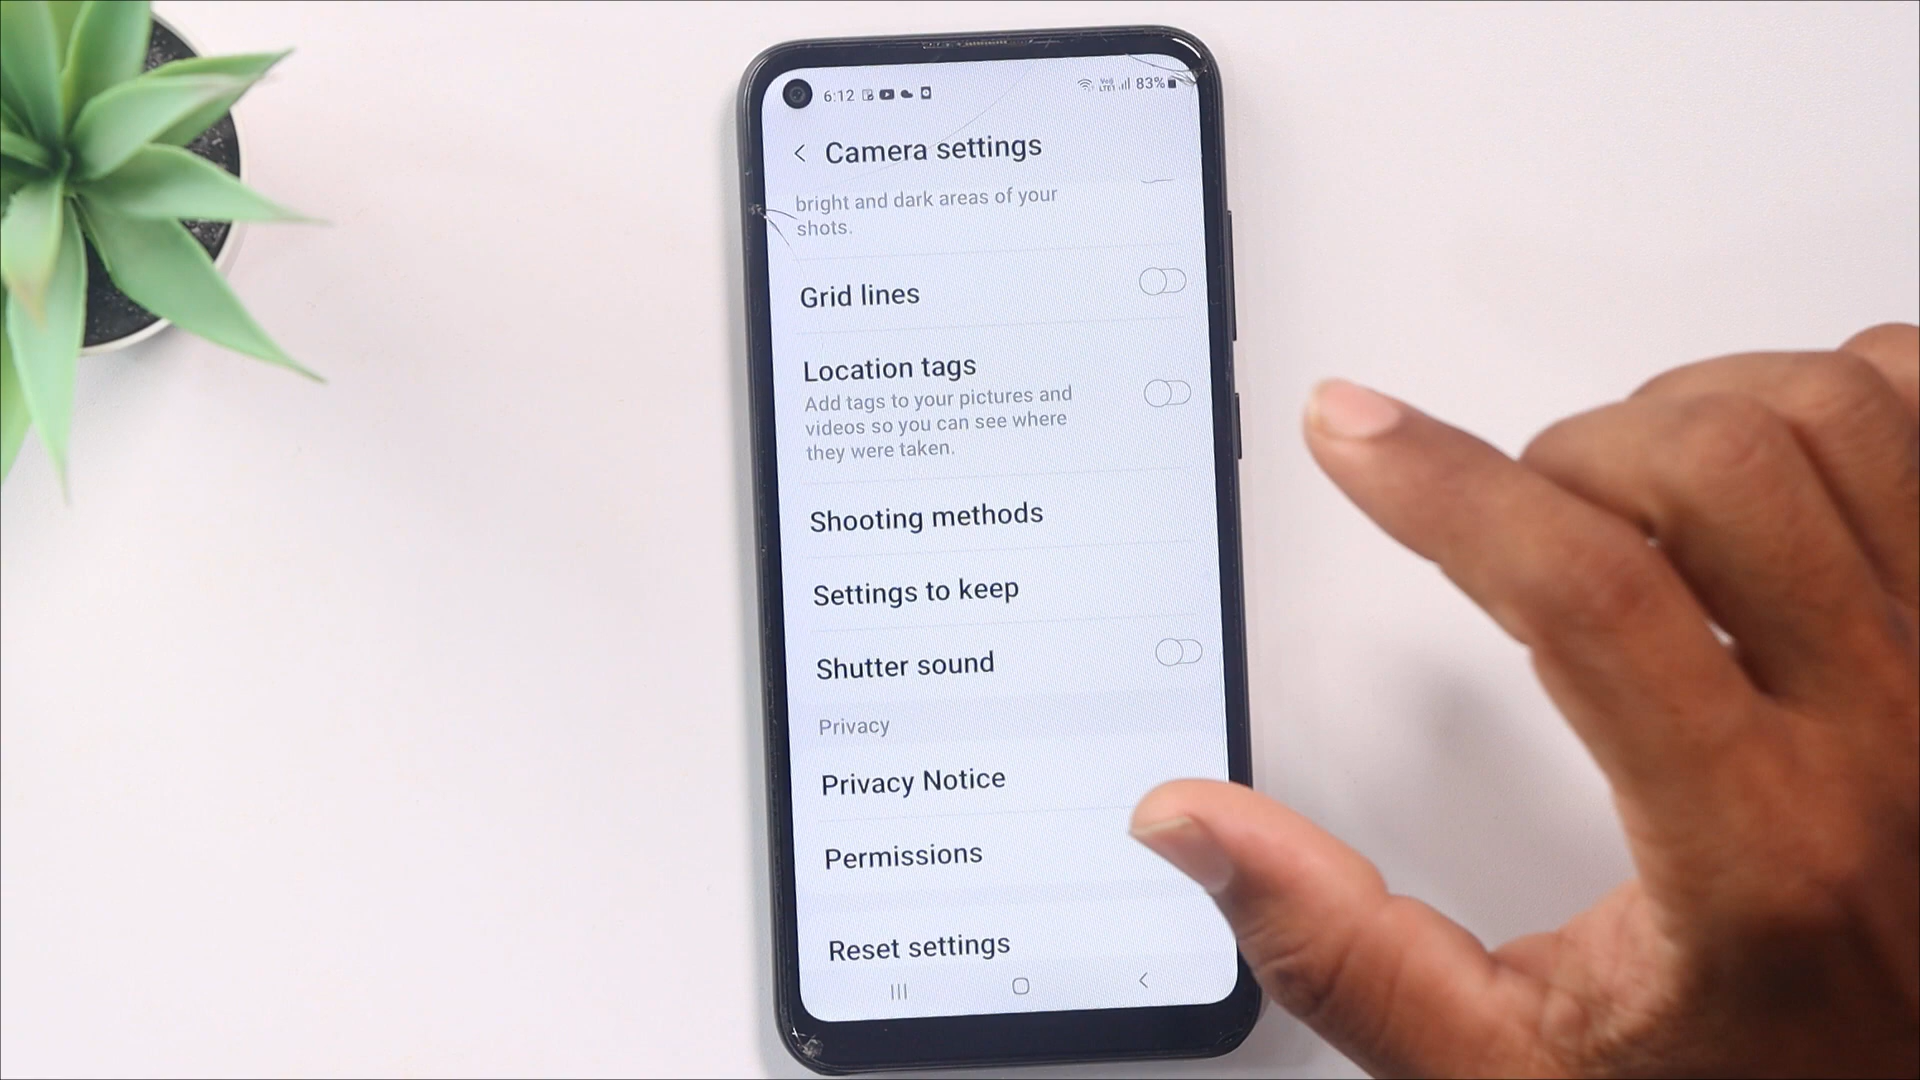 6:12
83%
Camera settings
bright and dark areas of your
shots.
Grid lines
Location tags
Add tags to your pictures and
videos so you can see where
they were taken.
Shooting methods
Settings to keep
Shutter sound
Privacy
Privacy Notice
Permissions
Reset settings